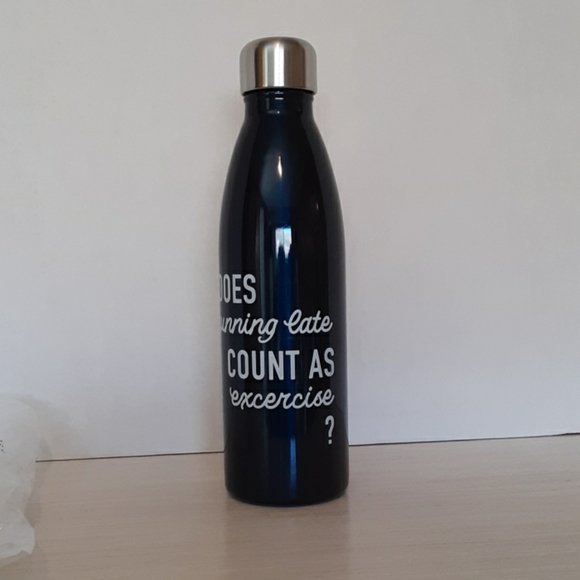 DOES
unning late
COUNT AS
excercise
?